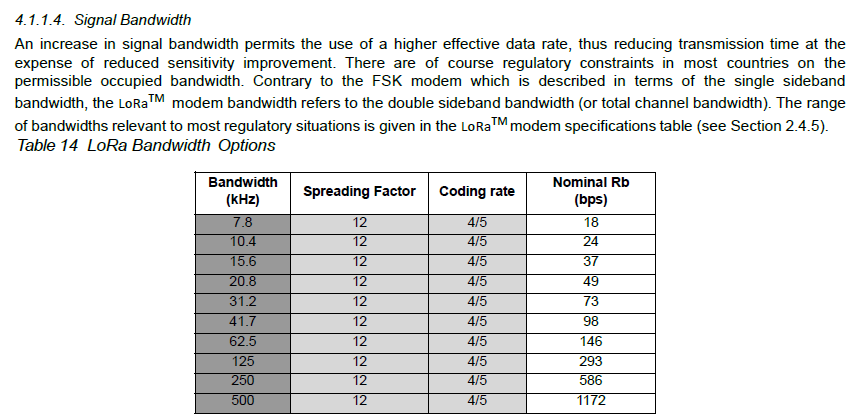 4.1.1.4. Signal Bandwidth
An increase in signal bandwidth permits the use of a higher effective data rate, thus reducing transmission time at the
expense of reduced sensitivity improvement. There are of course regulatory constraints in most countries on the
permissible occupied bandwidth. Contrary to the FSK modem which is described in terms of the single sideband
bandwidth, the LoRaTM modem bandwidth refers to the double sideband bandwidth (or total channel bandwidth). The range
of bandwidths relevant to most regulatory situations is given in the LoRaTM modem specifications table (see Section 2.4.5).
Table 14 LoRa Bandwidth Options
Bandwidth (kHz) Spreading Factor Coding rate Nominal Rb (bps)
7.8 12 4/5 18
10.4 12 4/5 24
15.6 12 4/5 37
20.8 12 4/5 49
31.2 12 4/5 73
41.7 12 4/5 98
62.5 12 4/5 146
125 12 4/5 293
250 12 4/5 586
500 12 4/5 1172